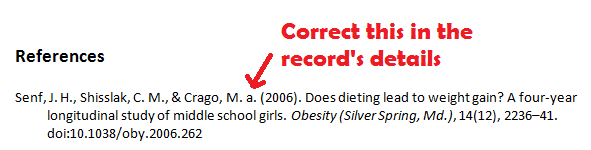 Correct this in the
record's details
References
Senf, J. H., Shisslak, C. M., & Crago, M. a. (2006). Does dieting lead to weight gain? A four-year
longitudinal study of middle school girls. Obesity (Silver Spring, Md.), 14(12), 2236–41.
doi:10.1038/oby.2006.262